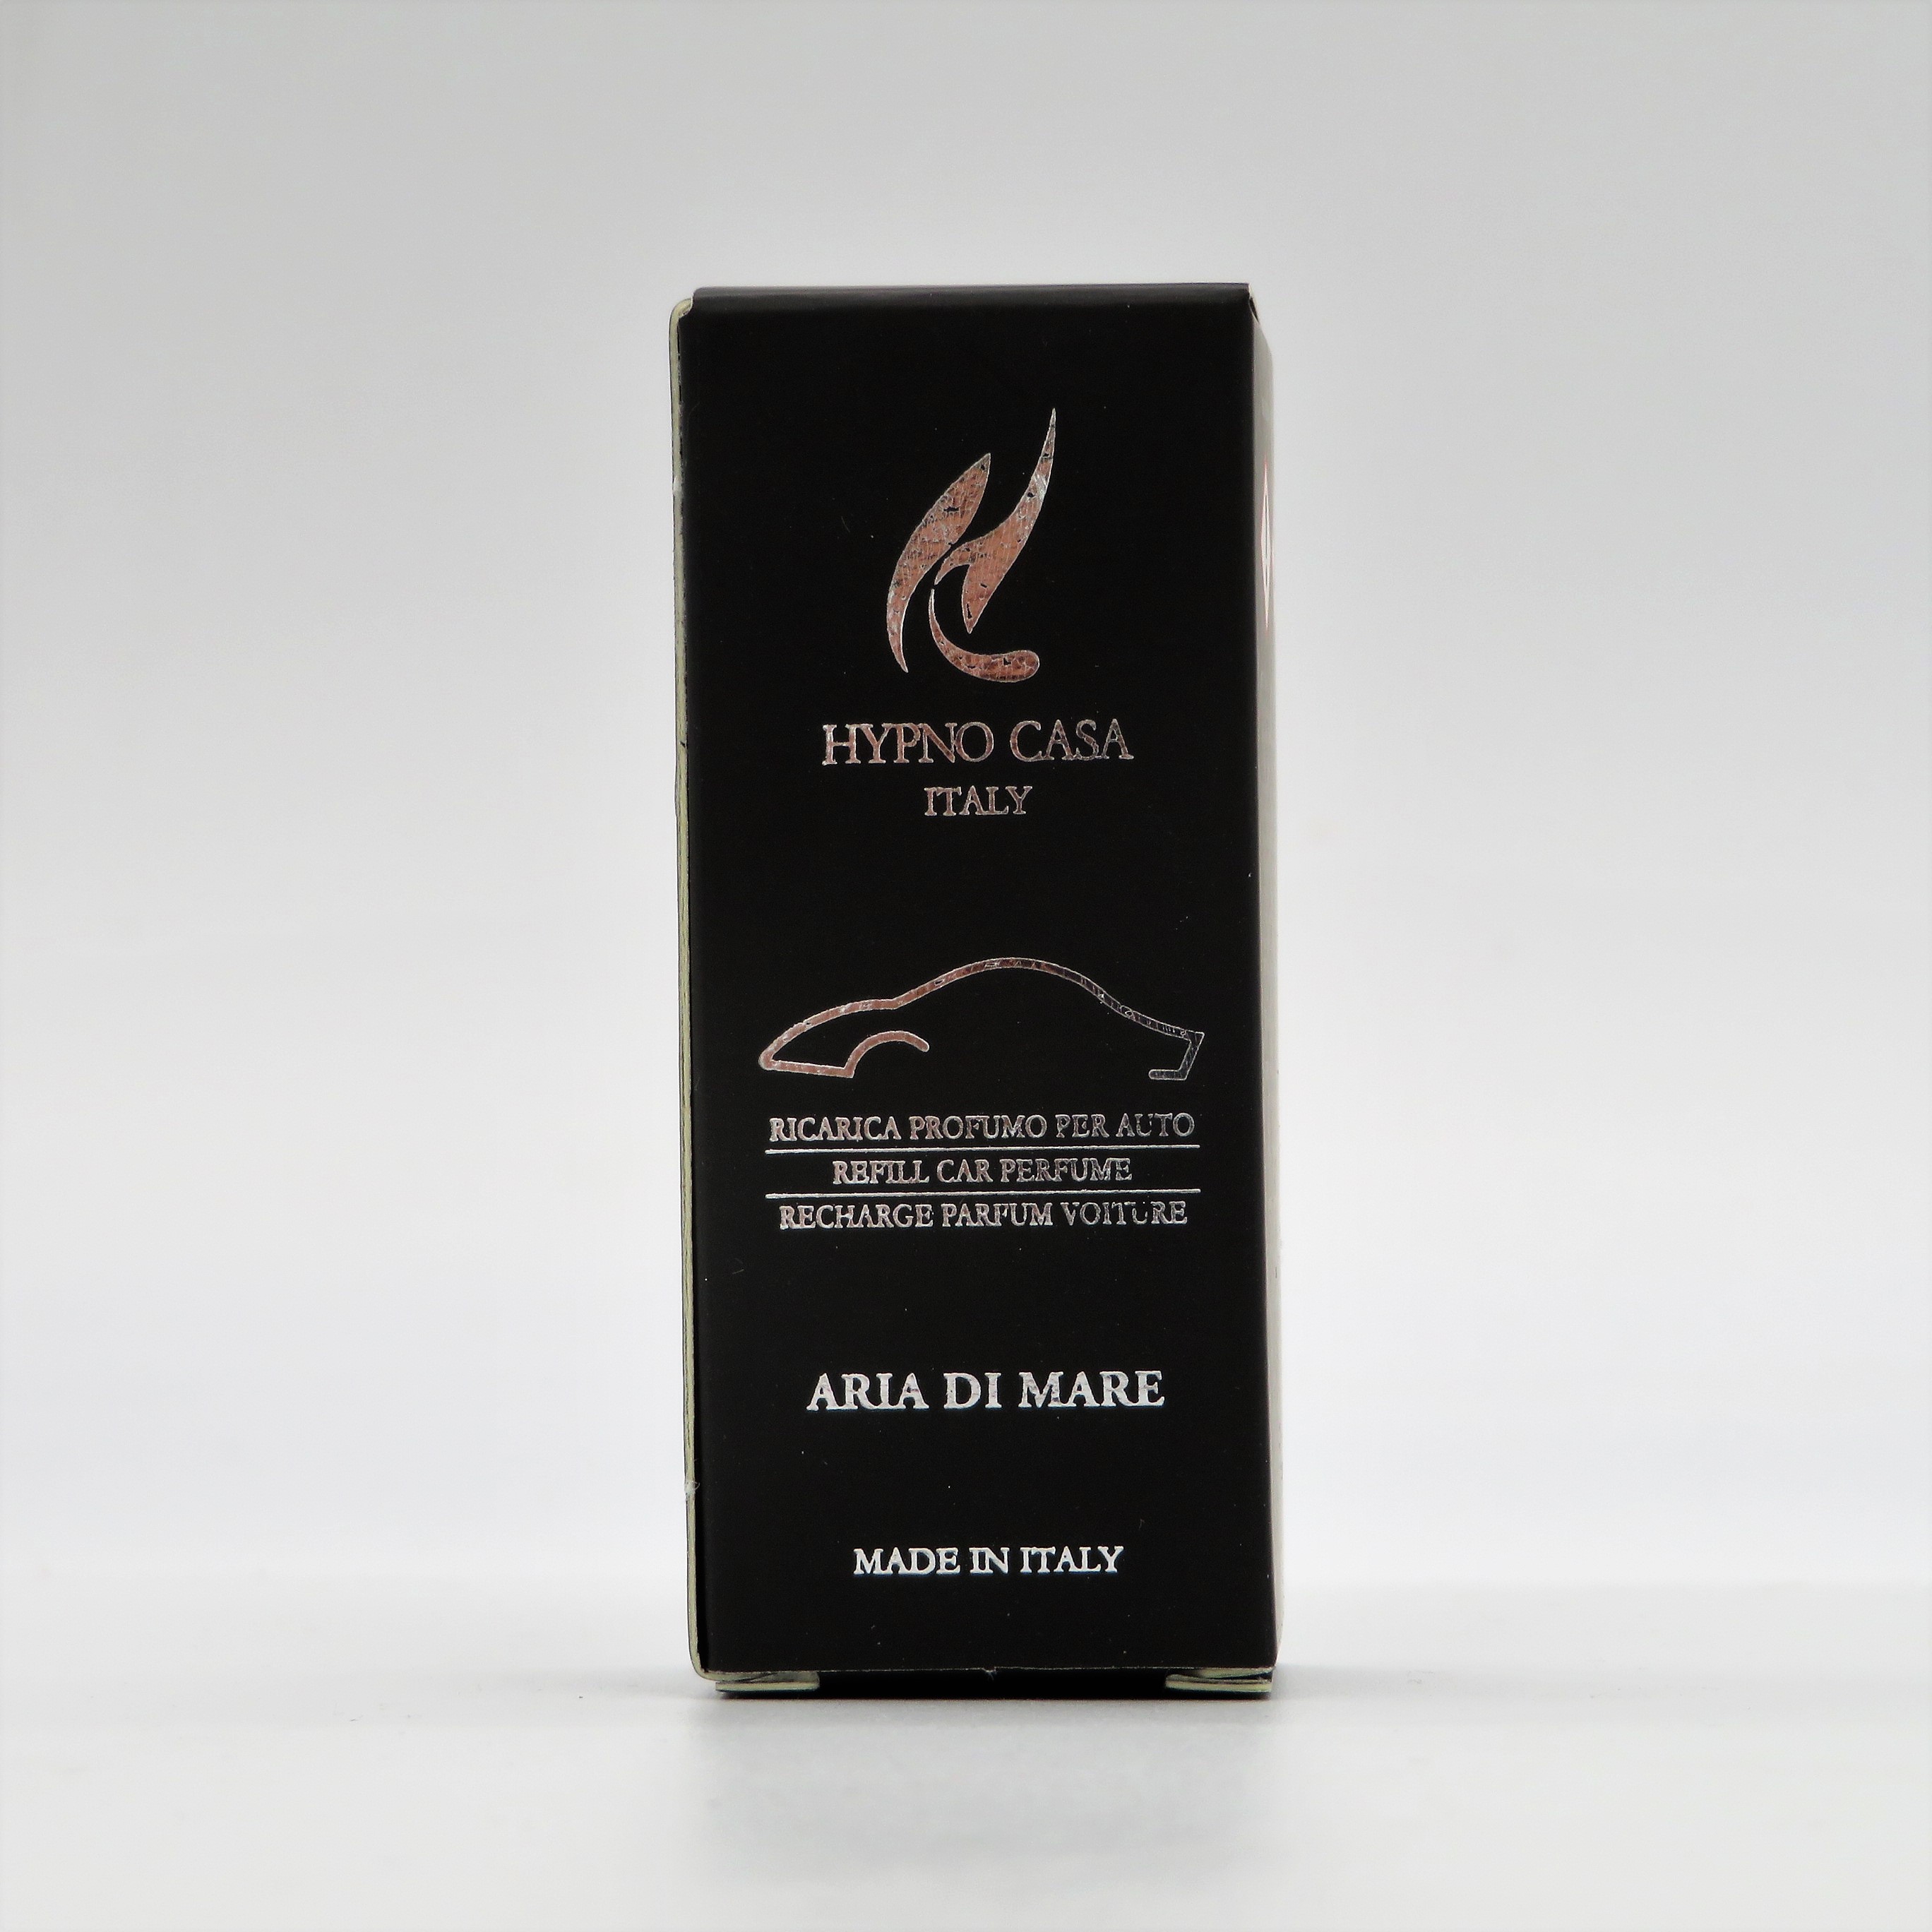 HYPNO CASA
ITALY
RICARICA PROFUMO PER AUTO
REFILL CAR PERFUME
RECHARGE PARFUM VOITURE
ARIA DI MARE
MADE IN ITALY